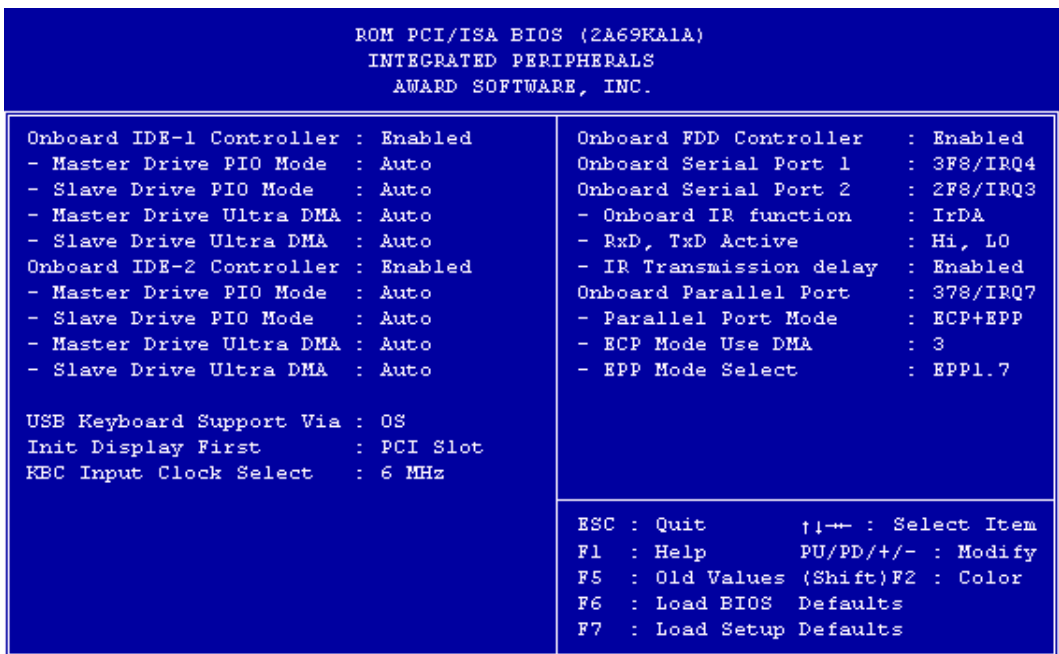 ROM PCI/ISA BIOS (2A69KA1A)
INTEGRATED PERIPHERALS
AWARD SOFTWARE, INC.
Onboard IDE-1 Controller : Enabled
- Master Drive PIO Mode : Auto
- Slave Drive PIO Mode : Auto
- Master Drive Ultra DMA : Auto
- Slave Drive Ultra DMA : Auto
Onboard IDE-2 Controller : Enabled
- Master Drive PIO Mode : Auto
- Slave Drive PIO Mode : Auto
- Master Drive Ultra DMA : Auto
- Slave Drive Ultra DMA : Auto
USB Keyboard Support Via : OS
Init Display First : PCI Slot
KBC Input Clock Select : 6 MHz
Onboard FDD Controller : Enabled
Onboard Serial Port 1 : 3F8/IRQ4
Onboard Serial Port 2 : 2F8/IRQ3
- Onboard IR function : IrDA
- RxD, TxD Active : Hi, LO
- IR Transmission delay : Enabled
Onboard Parallel Port : 378/IRQ7
- Parallel Port Mode : ECP+EPP
- ECP Mode Use DMA : 3
- EPP Mode Select : EPP1.7
ESC : Quit ↑↓→← : Select Item
F1 : Help PU/PD/+/- : Modify
F5 : Old Values (Shift)F2 : Color
F6 : Load BIOS Defaults
F7 : Load Setup Defaults